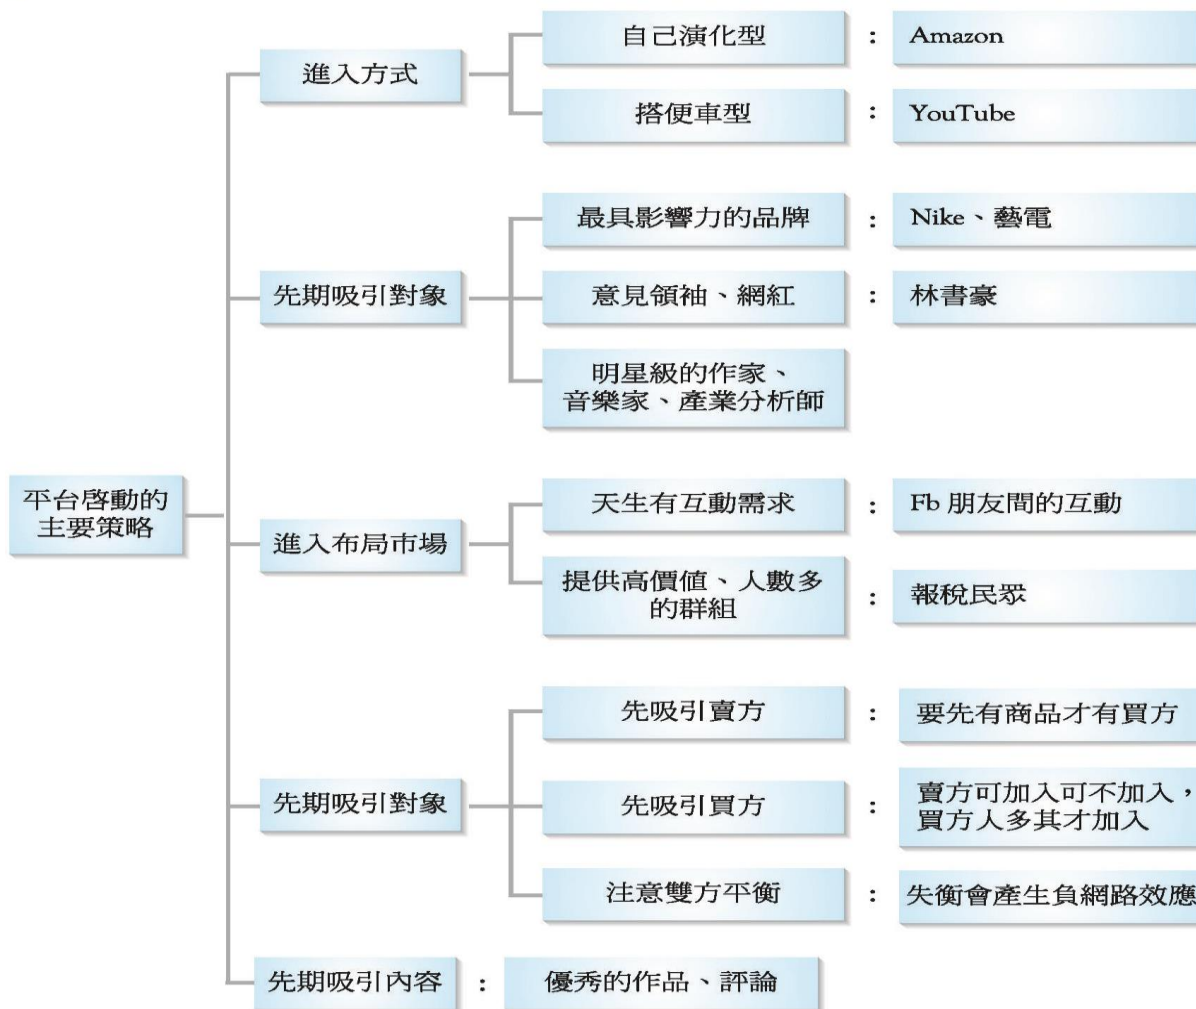 平台啓動的
主要策略
進入方式
自己演化型 : Amazon
搭便車型 : YouTube
先期吸引對象
最具影響力的品牌 : Nike、藝電
意見領袖、網紅 : 林書豪
明星級的作家、
音樂家、產業分析師
進入布局市場
天生有互動需求 : Fb 朋友間的互動
提供高價值、人數多
的群組 : 報稅民眾
先期吸引對象
先吸引賣方 : 要先有商品才有買方
先吸引買方 : 賣方可加入可不加入，
買方人多其才加入
注意雙方平衡 : 失衡會產生負網路效應
先期吸引內容 : 優秀的作品、評論